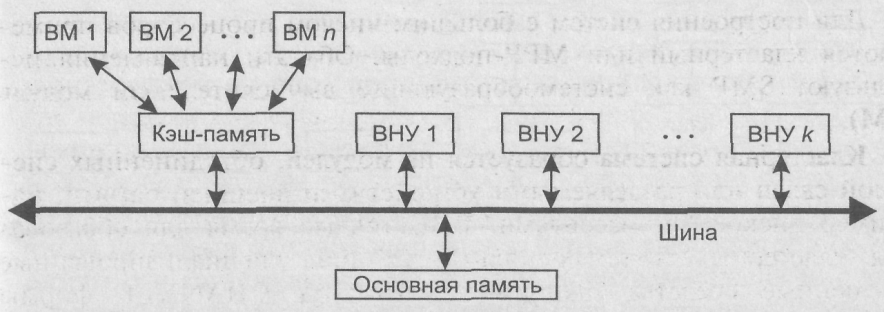 ВМ 1 ВМ 2 ... ВМ n
Кэш-память ВНУ 1 ВНУ 2 ... ВНУ k
Шина
Основная память